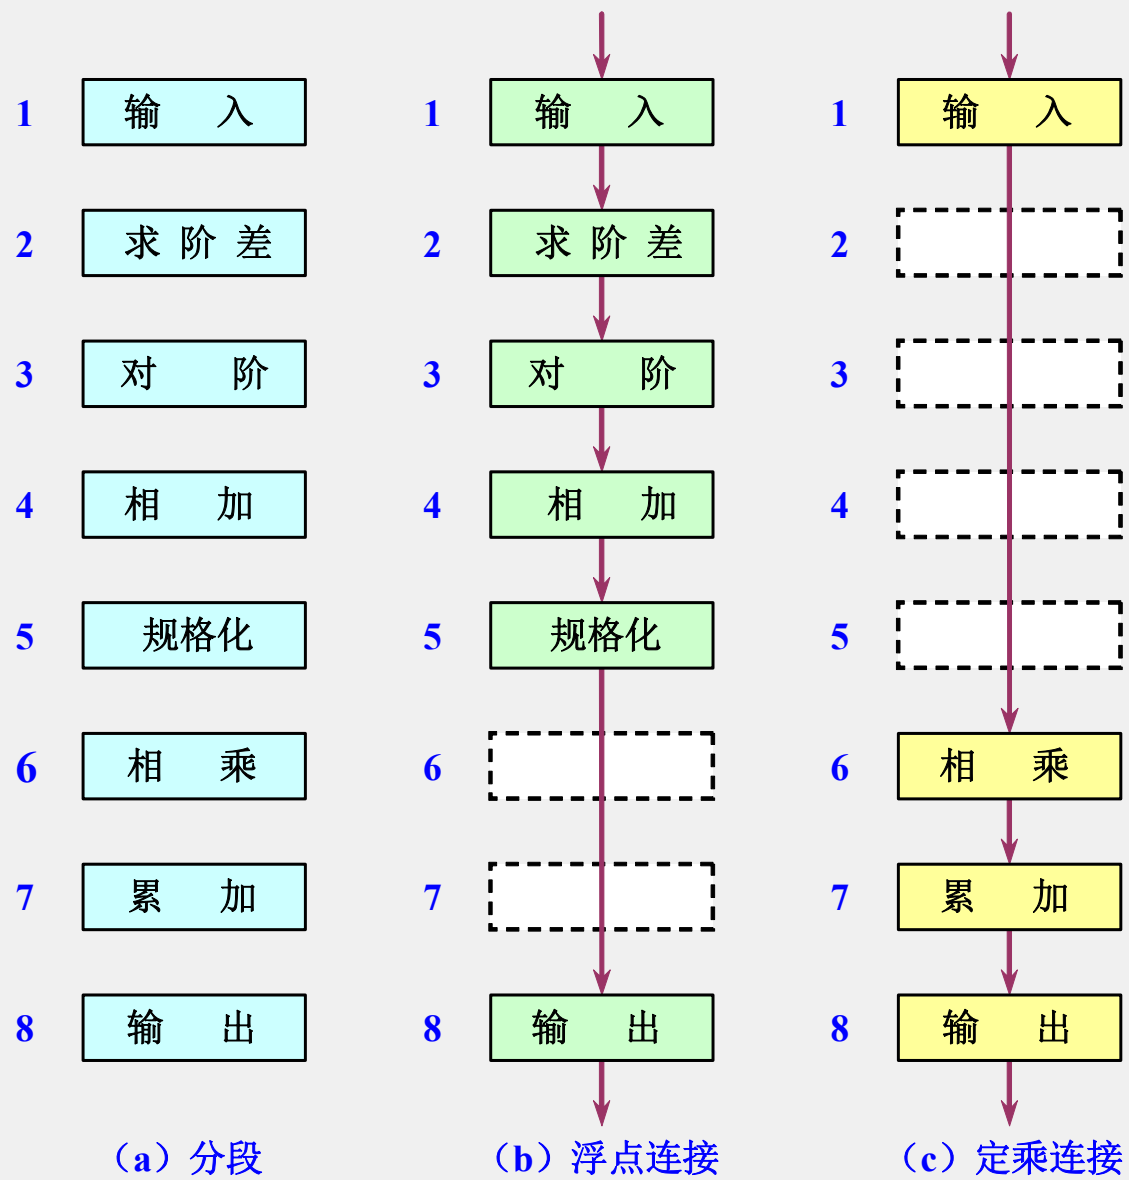 1 输入 1 输入 1 输入
2 求阶差 2 求阶差 2
3 对阶 3 对阶 3
4 相加 4 相加 4
5 规格化 5 规格化 5
6 相乘 6 6 相乘
7 累加 7 7 累加
8 输出 8 输出 8 输出
（a）分段 （b）浮点连接 （c）定乘连接